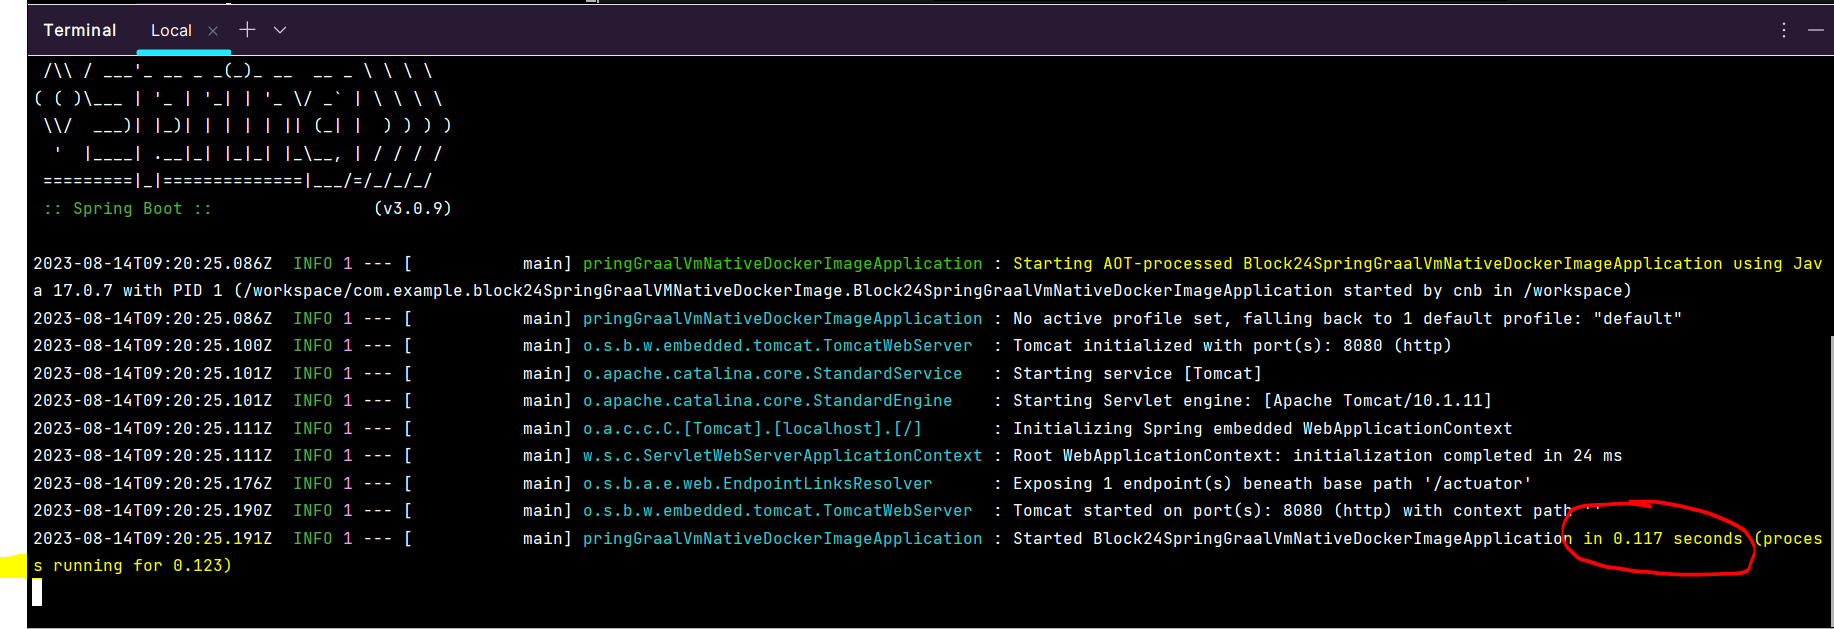 Terminal Local
 /\\ / ___'_ __ _ _(_)_ __  __ _ \ \ \ \
( ( )\___ | '_ | '_| | '_ \/ _` | \ \ \ \
 \\/  ___)| |_)| | | | | || (_| |  ) ) ) )
  '  |____| .__|_| |_|_| |_\__, | / / / /
 =========|_|==============|___/=/_/_/_/
 :: Spring Boot ::                (v3.0.9)
2023-08-14T09:20:25.086Z  INFO 1 --- [           main] pringGraalVmNativeDockerImageApplication : Starting AOT-processed Block24SpringGraalVmNativeDockerImageApplication using Jav
a 17.0.7 with PID 1 (/workspace/com.example.block24SpringGraalVMNativeDockerImage.Block24SpringGraalVmNativeDockerImageApplication started by cnb in /workspace)
2023-08-14T09:20:25.086Z  INFO 1 --- [           main] pringGraalVmNativeDockerImageApplication : No active profile set, falling back to 1 default profile: "default"
2023-08-14T09:20:25.100Z  INFO 1 --- [           main] o.s.b.w.embedded.tomcat.TomcatWebServer  : Tomcat initialized with port(s): 8080 (http)
2023-08-14T09:20:25.101Z  INFO 1 --- [           main] o.apache.catalina.core.StandardService   : Starting service [Tomcat]
2023-08-14T09:20:25.101Z  INFO 1 --- [           main] o.apache.catalina.core.StandardEngine    : Starting Servlet engine: [Apache Tomcat/10.1.11]
2023-08-14T09:20:25.111Z  INFO 1 --- [           main] o.a.c.c.C.[Tomcat].[localhost].[/]       : Initializing Spring embedded WebApplicationContext
2023-08-14T09:20:25.111Z  INFO 1 --- [           main] w.s.c.ServletWebServerApplicationContext : Root WebApplicationContext: initialization completed in 24 ms
2023-08-14T09:20:25.176Z  INFO 1 --- [           main] o.s.b.a.e.web.EndpointLinksResolver      : Exposing 1 endpoint(s) beneath base path '/actuator'
2023-08-14T09:20:25.190Z  INFO 1 --- [           main] o.s.b.w.embedded.tomcat.TomcatWebServer  : Tomcat started on port(s): 8080 (http) with context path ''
2023-08-14T09:20:25.191Z  INFO 1 --- [           main] pringGraalVmNativeDockerImageApplication : Started Block24SpringGraalVmNativeDockerImageApplication in 0.117 seconds (proces
s running for 0.123)